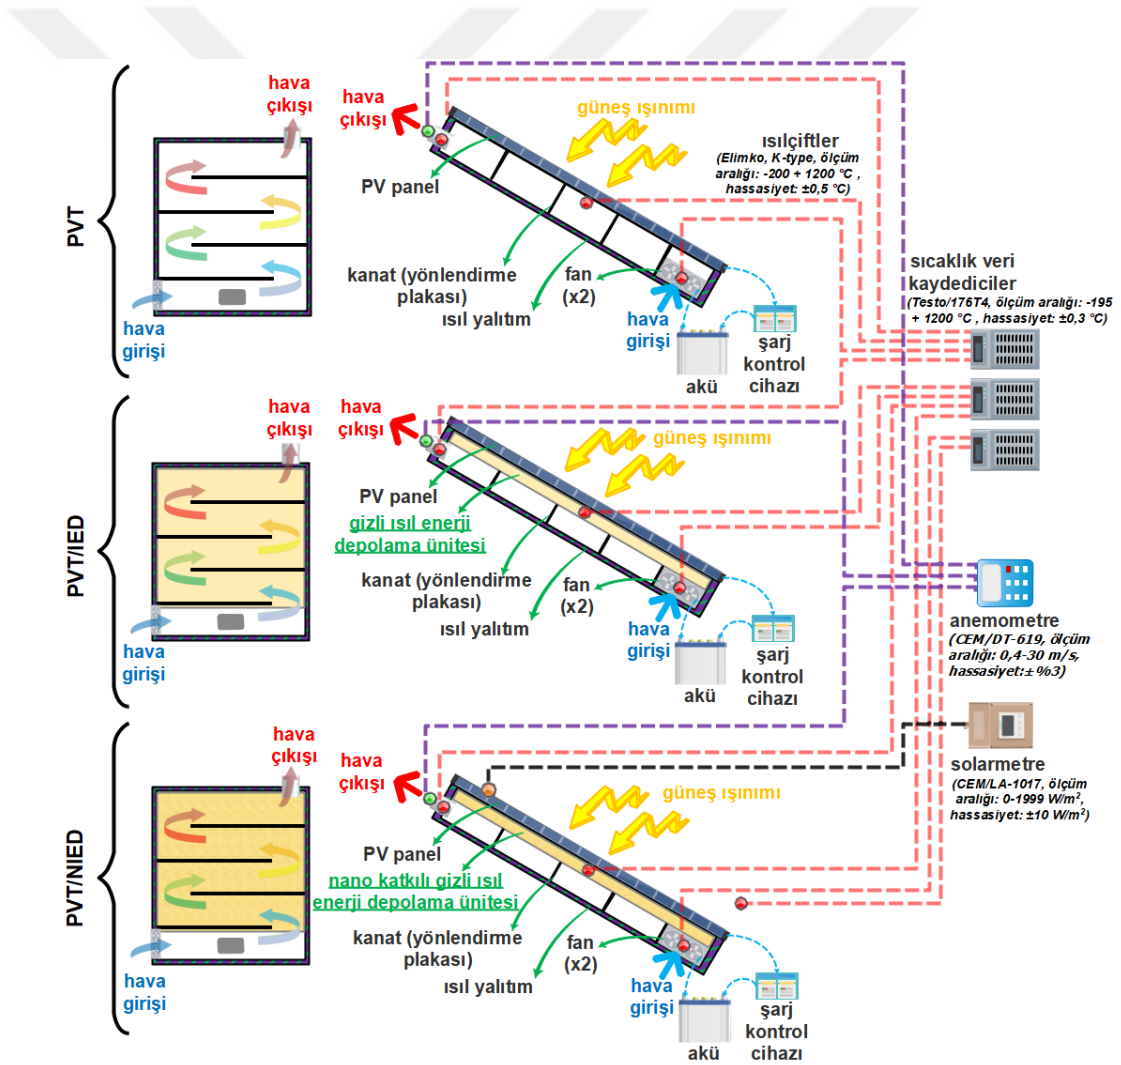 PVT
hava
çıkışı
hava
girişi
hava
çıkışı
güneş ışınımı
PV panel
kanat (yönlendirme
plakası)
ısıl yalıtım
fan
(x2)
hava
girişi
akü
şarj
kontrol
cihazı
ısılçiftler
(Elimko, K-type, ölçüm
aralığı: -200 + 1200 °C ,
hassasiyet: ±0,5 °C)
sıcaklık veri
kaydediciler
(Testo/176T4, ölçüm aralığı: -195
+ 1200 °C , hassasiyet: ±0,3 °C)
PVT/IED
hava
çıkışı
hava
girişi
hava
çıkışı
güneş ışınımı
PV panel
gizli ısıl enerji
depolama ünitesi
kanat (yönlendirme
plakası)
ısıl yalıtım
fan
(x2)
hava
girişi
akü
şarj
kontrol
cihazı
anemometre
(CEM/DT-619, ölçüm
aralığı: 0,4-30 m/s,
hassasiyet:±%3)
PVT/NIED
hava
çıkışı
hava
girişi
hava
çıkışı
güneş ışınımı
PV panel
nano katkılı gizli ısıl
enerji depolama ünitesi
kanat (yönlendirme
plakası)
ısıl yalıtım
fan
(x2)
hava
girişi
akü
şarj
kontrol
cihazı
solarmetre
(CEM/LA-1017, ölçüm
aralığı: 0-1999 W/m²,
hassasiyet: ±10 W/m²)